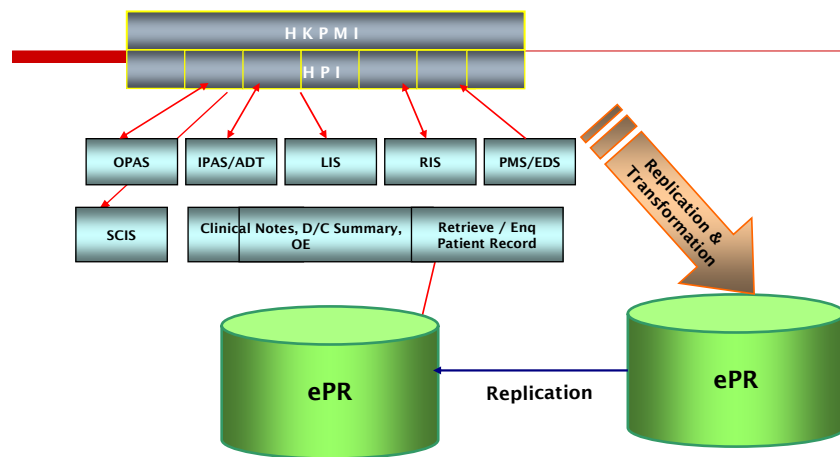 H K P M I
H P I
OPAS
IPAS/ADT
LIS
RIS
PMS/EDS
Replication &
Transformation
SCIS
Clinical Notes, D/C Summary,
OE
Retrieve / Enq
Patient Record
ePR
Replication
ePR